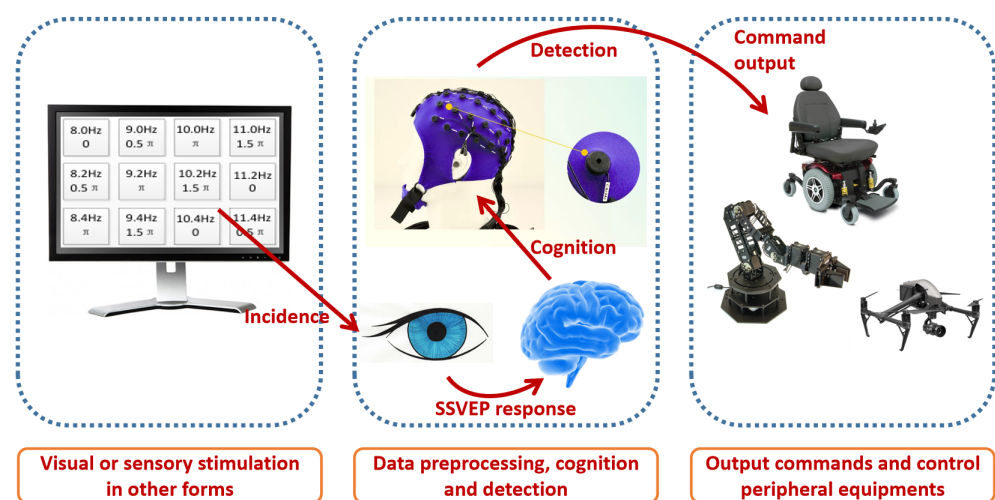 Detection
Command
output
8.0Hz
0
9.0Hz
0.5 π
10.0Hz
π
11.0Hz
1.5 π
8.2Hz
0.5 π
9.2Hz
π
10.2Hz
1.5 π
11.2Hz
0
8.4Hz
π
9.4Hz
1.5 π
10.4Hz
0
11.4Hz
0.5 π
Cognition
Incidence
SSVEP response
Visual or sensory stimulation
in other forms
Data preprocessing, cognition
and detection
Output commands and control
peripheral equipments